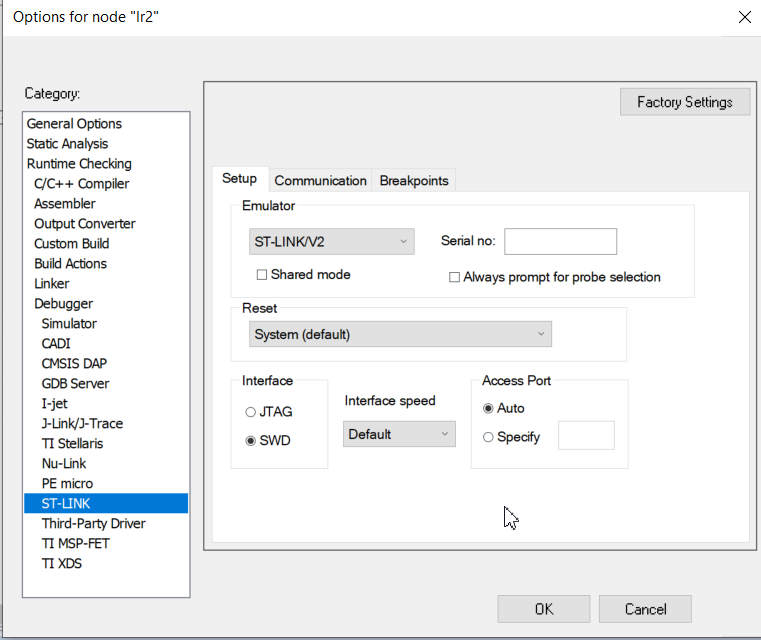 Options for node "lr2"
Category:
Factory Settings
General Options
Static Analysis
Runtime Checking
C/C++ Compiler
Assembler
Output Converter
Custom Build
Build Actions
Linker
Debugger
Simulator
CADI
CMSIS DAP
GDB Server
I-jet
J-Link/J-Trace
TI Stellaris
Nu-Link
PE micro
ST-LINK
Third-Party Driver
TI MSP-FET
TI XDS
Setup Communication Breakpoints
Emulator
ST-LINK/V2 Serial no:
Shared mode Always prompt for probe selection
Reset
System (default)
Interface
JTAG
SWD
Interface speed
Default
Access Port
Auto
Specify
OK Cancel